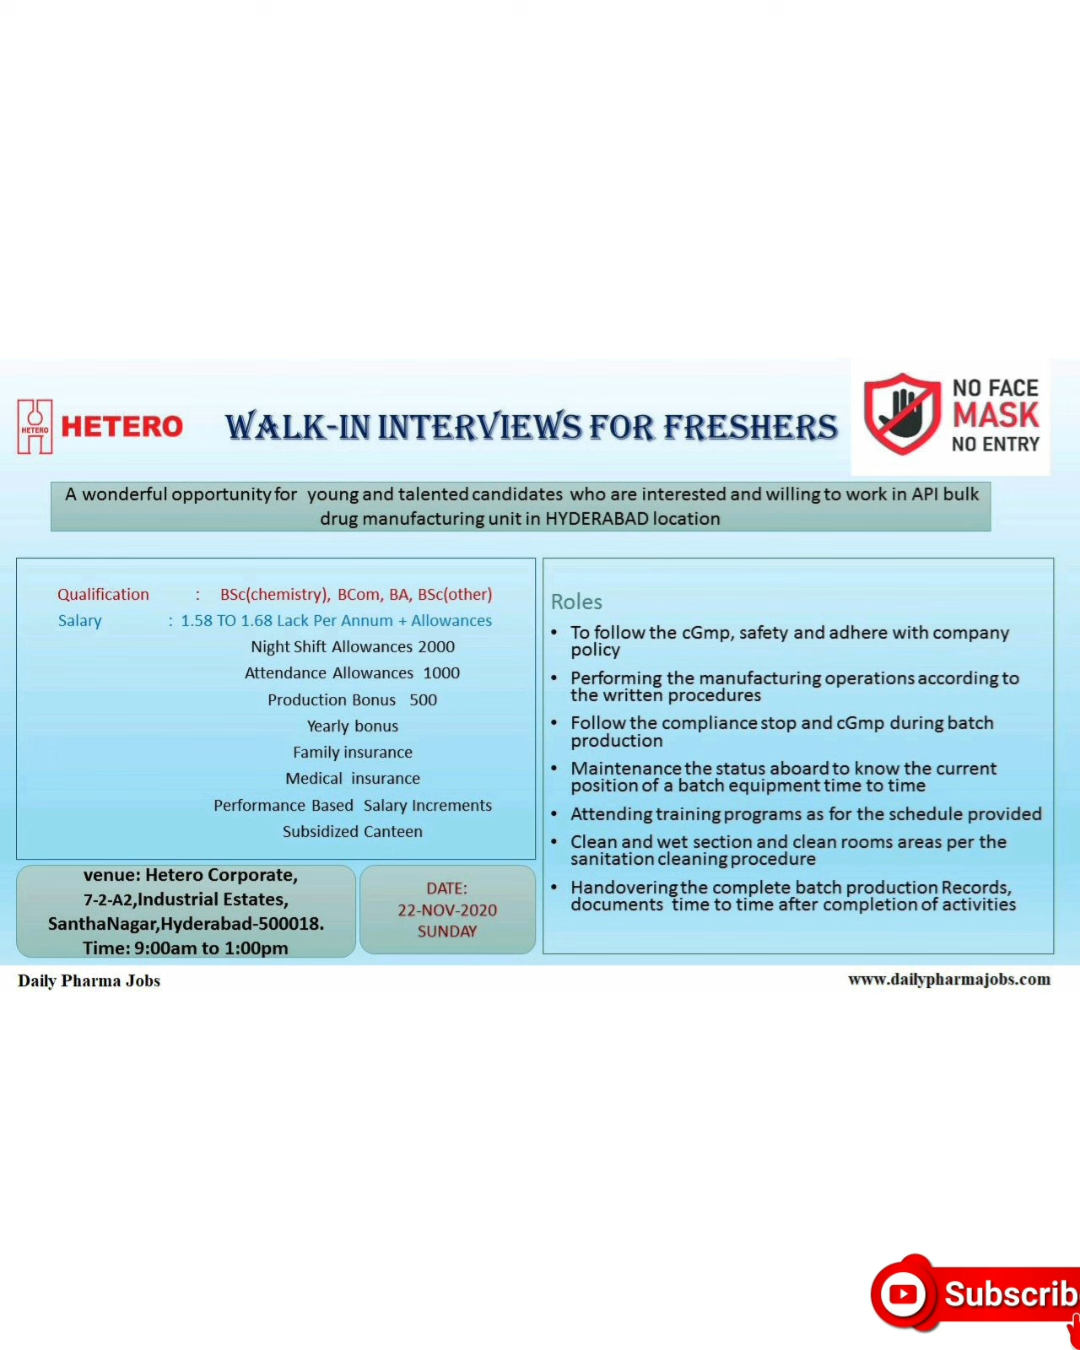 HETERO
HETERO
WALK-IN INTERVIEWS FOR FRESHERS
NO FACE
MASK
NO ENTRY
A wonderful opportunity for young and talented candidates who are interested and willing to work in API bulk
drug manufacturing unit in HYDERABAD location
Qualification : BSc(chemistry), BCom, BA, BSc(other)
Salary : 1.58 TO 1.68 Lack Per Annum + Allowances
Night Shift Allowances 2000
Attendance Allowances 1000
Production Bonus 500
Yearly bonus
Family insurance
Medical insurance
Performance Based Salary Increments
Subsidized Canteen
venue: Hetero Corporate,
7-2-A2,Industrial Estates,
SanthaNagar,Hyderabad-500018.
Time: 9:00am to 1:00pm
DATE:
22-NOV-2020
SUNDAY
Roles
• To follow the cGmp, safety and adhere with company
policy
• Performing the manufacturing operations according to
the written procedures
• Follow the compliance stop and cGmp during batch
production
• Maintenance the status aboard to know the current
position of a batch equipment time to time
• Attending training programs as for the schedule provided
• Clean and wet section and clean rooms areas per the
sanitation cleaning procedure
• Handovering the complete batch production Records,
documents time to time after completion of activities
Daily Pharma Jobs
www.dailypharmajobs.com
Subscrib